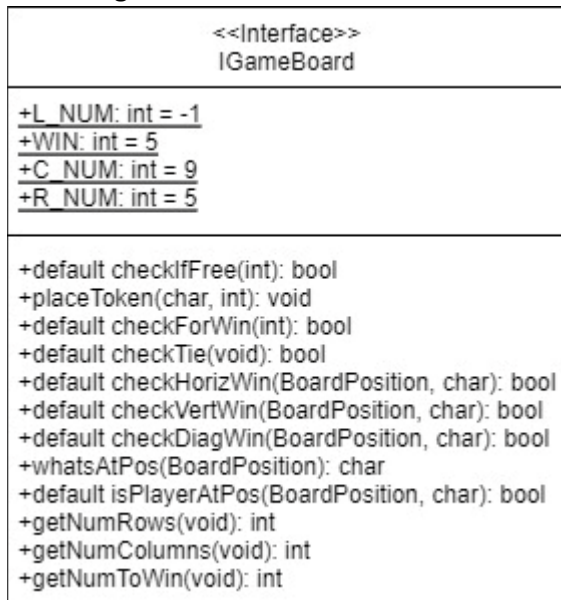 <<Interface>>
IGameBoard
+L_NUM: int = -1
+WIN: int = 5
+C_NUM: int = 9
+R_NUM: int = 5
+default checkIfFree(int): bool
+placeToken(char, int): void
+default checkForWin(int): bool
+default checkTie(void): bool
+default checkHorizWin(BoardPosition, char): bool
+default checkVertWin(BoardPosition, char): bool
+default checkDiagWin(BoardPosition, char): bool
+whatsAtPos(BoardPosition): char
+default isPlayerAtPos(BoardPosition, char): bool
+getNumRows(void): int
+getNumColumns(void): int
+getNumToWin(void): int